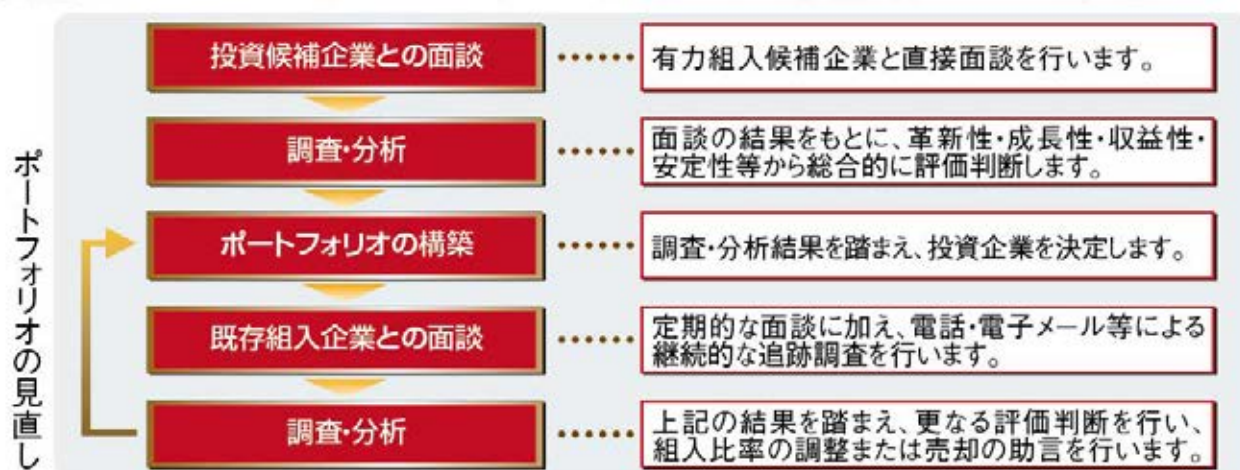 投資候補企業との面談
有力組入候補企業と直接面談を行います。
調査・分析
面談の結果をもとに、革新性・成長性・収益性・
安定性等から総合的に評価判断します。
ポートフォリオの構築
調査・分析結果を踏まえ、投資企業を決定します。
既存組入企業との面談
定期的な面談に加え、電話・電子メール等による
継続的な追跡調査を行います。
調査・分析
上記の結果を踏まえ、更なる評価判断を行い、
組入比率の調整または売却の助言を行います。
ポートフォリオの見直し